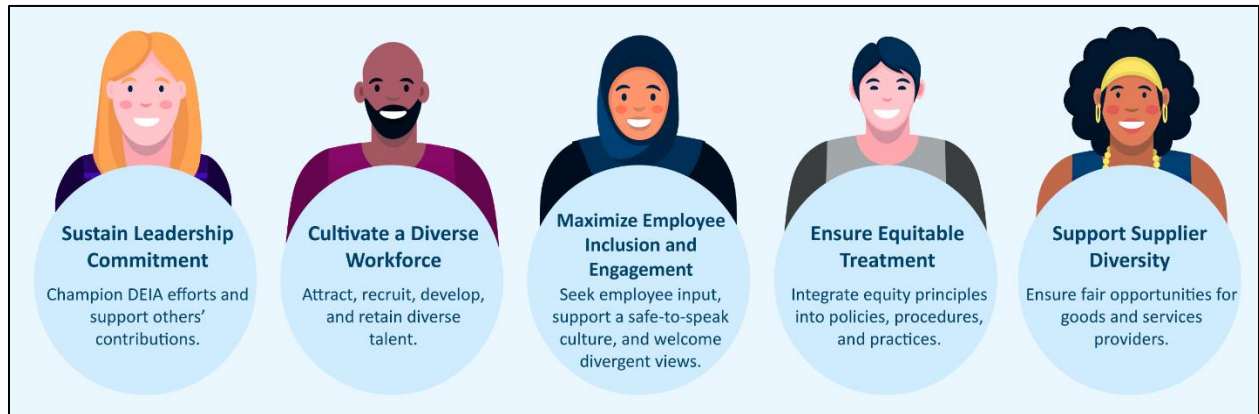 Sustain Leadership
Commitment
Champion DEIA efforts and
support others’
contributions.
Cultivate a Diverse
Workforce
Attract, recruit, develop,
and retain diverse
talent.
Maximize Employee
Inclusion and
Engagement
Seek employee input,
support a safe-to-speak
culture, and welcome
divergent views.
Ensure Equitable
Treatment
Integrate equity principles
into policies, procedures,
and practices.
Support Supplier
Diversity
Ensure fair opportunities for
goods and services
providers.